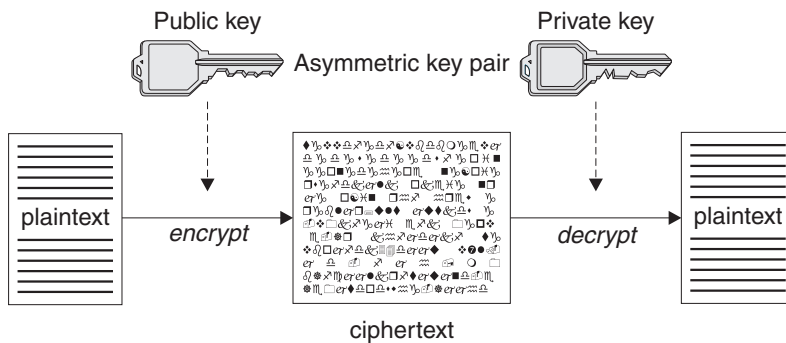 Public key
Private key
Asymmetric key pair
plaintext
encrypt
decrypt
plaintext
ciphertext